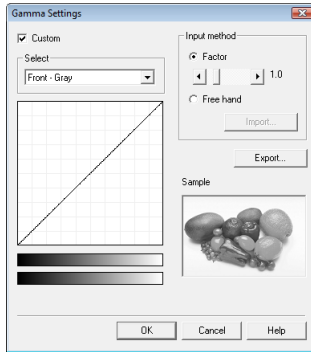 Gamma Settings
Custom
Select
Front - Gray
Input method
Factor
1.0
Free hand
Import...
Export...
Sample
OK
Cancel
Help